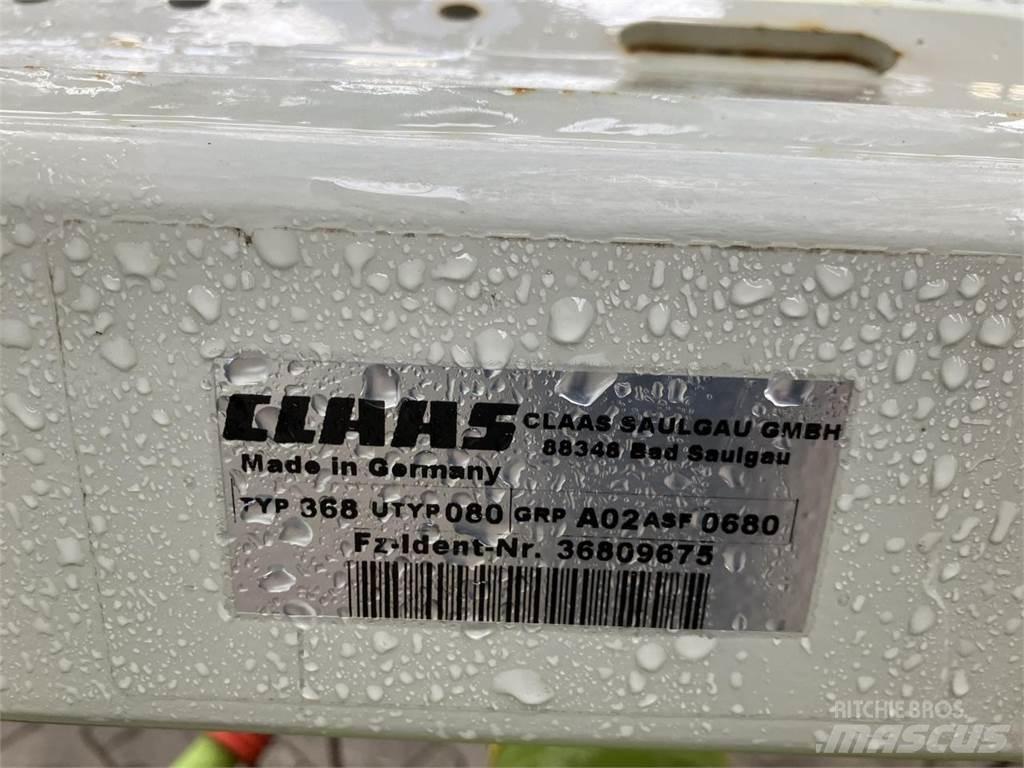 CLAAS CLAAS SAULGAU GMBH
88348 Bad Saulgau
Made in Germany
TYP 368 UTYP 080 GRP A02 ASF 0680
Fz-Ident-Nr. 36809675
RITCHIE BROS.
MASCUS